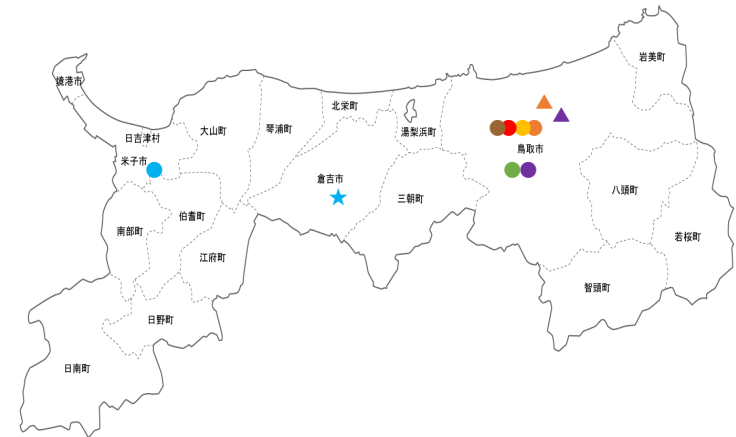 岩美町
境港市
北栄町
大山町
琴浦町
湯梨浜町
日吉津村
鳥取市
米子市
倉吉市
八頭町
三朝町
伯耆町
南部町
若桜町
江府町
智頭町
日野町
日南町